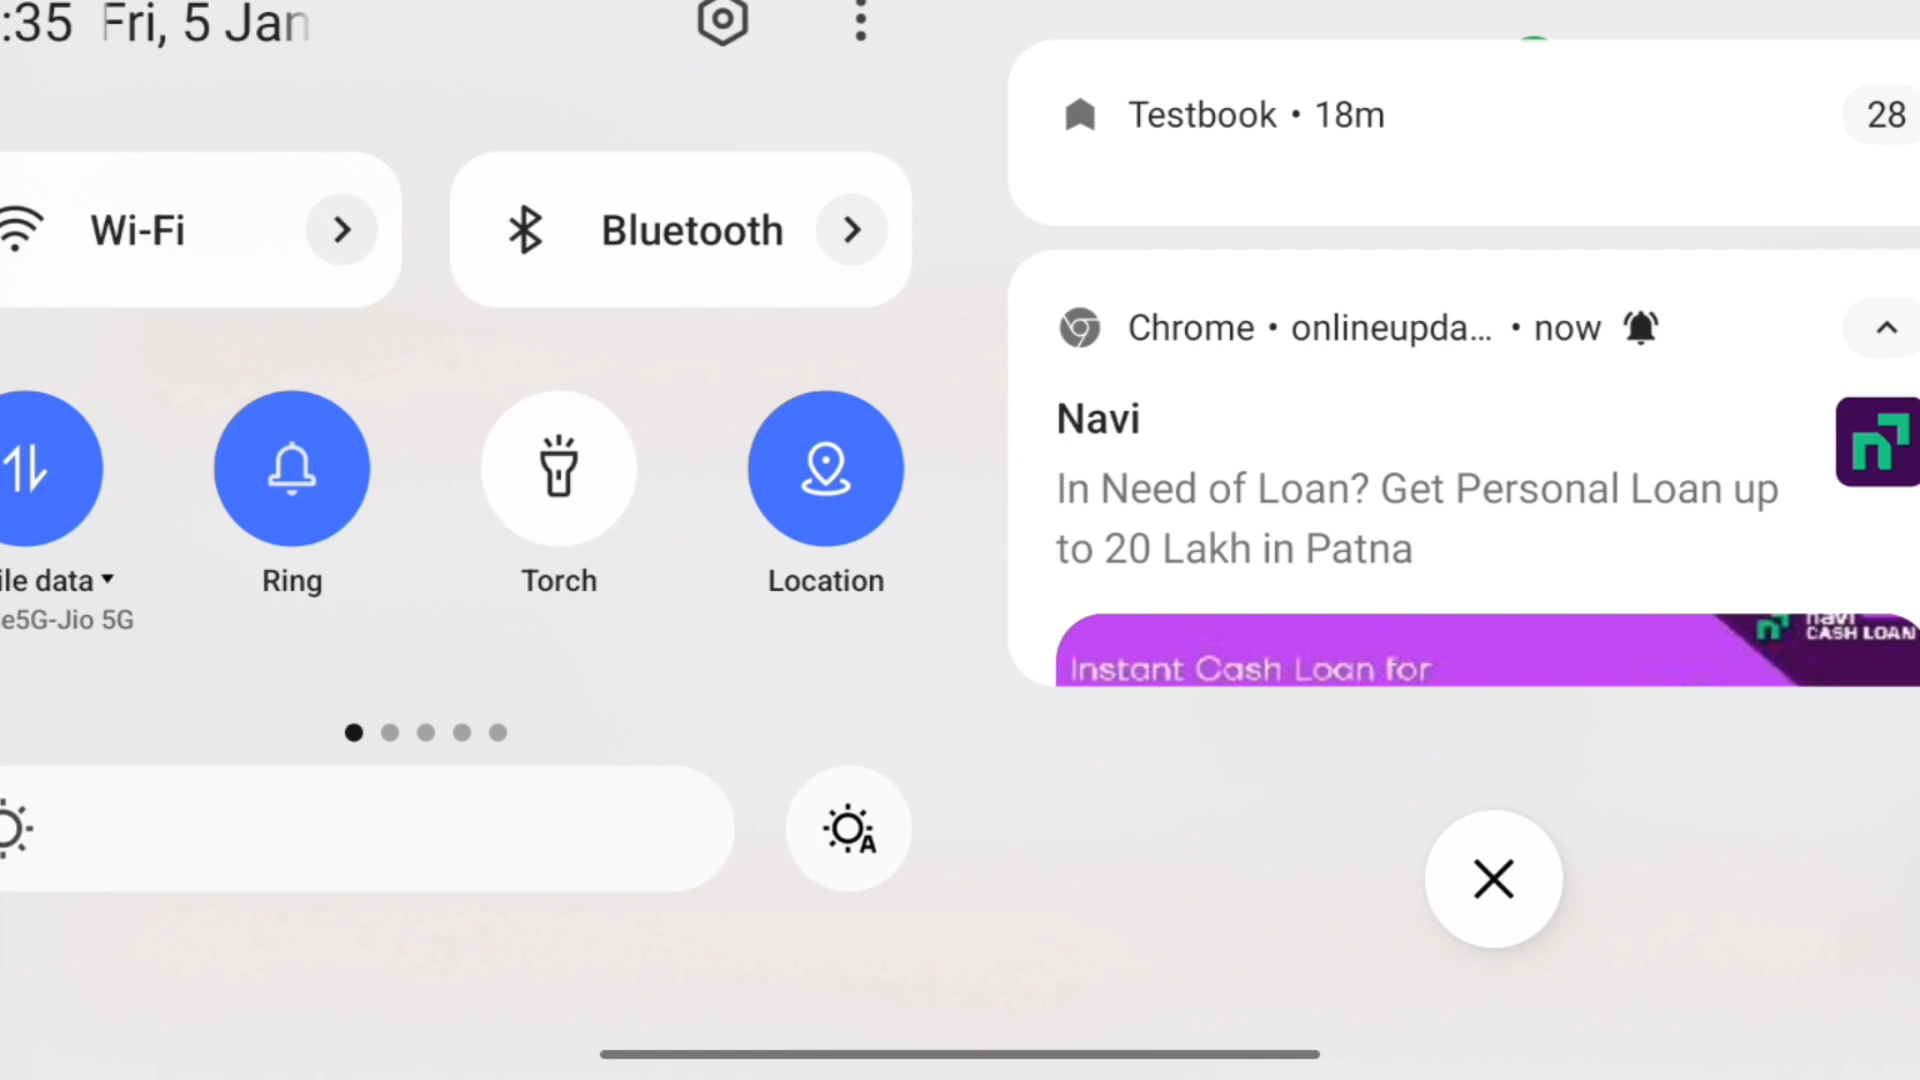 :35 Fri, 5 Jan
Wi-Fi
Bluetooth
ile data
e5G-Jio 5G
Ring
Torch
Location
A
Testbook • 18m
28
Chrome • onlineupda... • now
Navi
In Need of Loan? Get Personal Loan up
to 20 Lakh in Patna
navi
CASH LOAN
Instant Cash Loan for